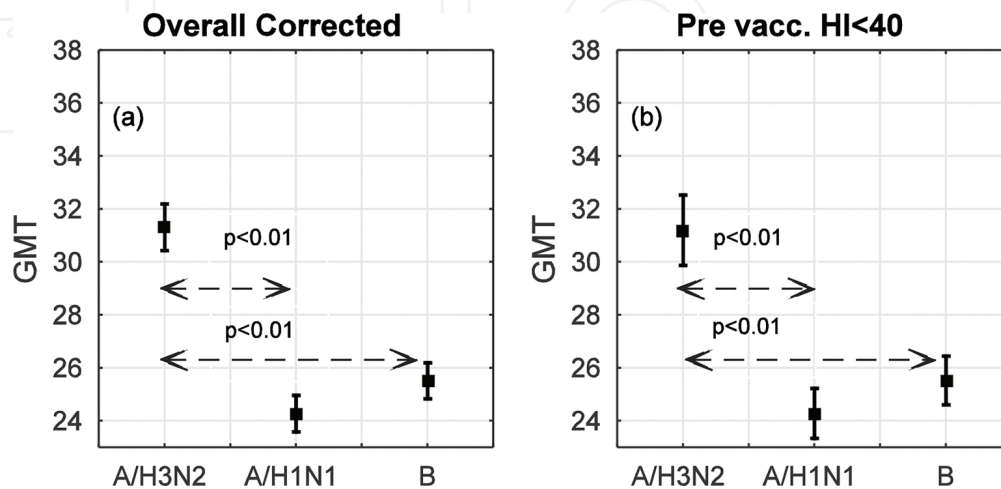 Overall Corrected
38
36
34
32
30
28
26
24
GMT
(a)
p<0.01
p<0.01
A/H3N2 A/H1N1 B
Pre vacc. HI<40
38
36
34
32
30
28
26
24
GMT
(b)
p<0.01
p<0.01
A/H3N2 A/H1N1 B